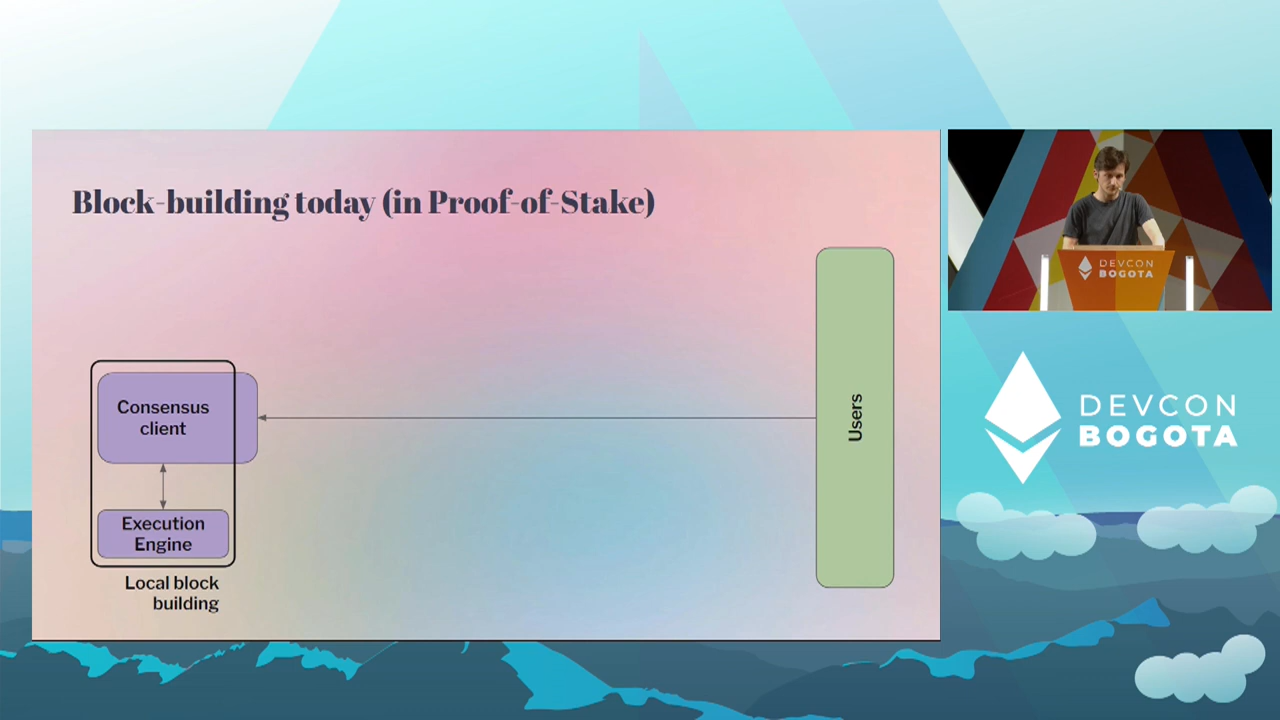 Block-building today (in Proof-of-Stake)
Consensus
client
Execution
Engine
Local block
building
Users
DEVCON
BOGOTA
DEVCON
BOGOTA